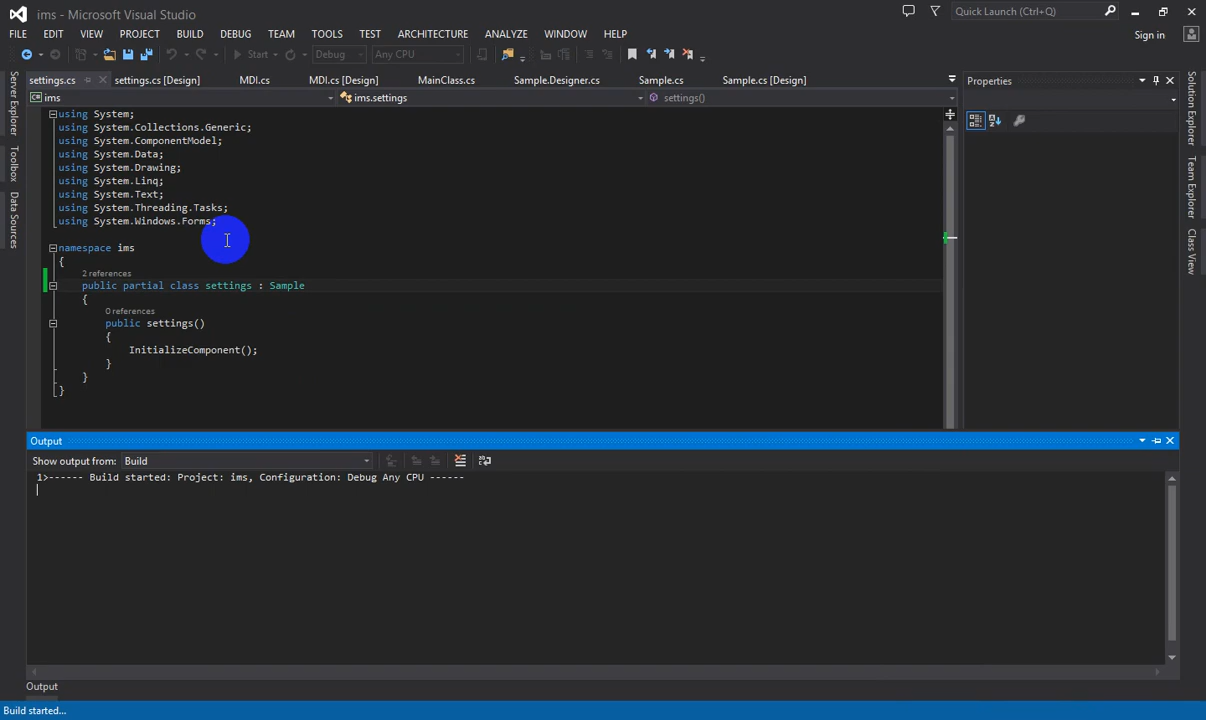 ims - Microsoft Visual Studio
Quick Launch (Ctrl+Q)
FILE EDIT VIEW PROJECT BUILD DEBUG TEAM TOOLS TEST ARCHITECTURE ANALYZE WINDOW HELP
Sign in
Start Debug Any CPU
settings.cs settings.cs [Design] MDI.cs MDI.cs [Design] MainClass.cs Sample.Designer.cs Sample.cs Sample.cs [Design]
Properties
C# ims ims.settings settings()
Server Explorer
Toolbox
Data Sources
Solution Explorer
Team Explorer
Class View
using System;
using System.Collections.Generic;
using System.ComponentModel;
using System.Data;
using System.Drawing;
using System.Linq;
using System.Text;
using System.Threading.Tasks;
using System.Windows.Forms;
namespace ims
{
2 references
public partial class settings : Sample
{
0 references
public settings()
{
InitializeComponent();
}
}
}
Output
Show output from: Build
1>------ Build started: Project: ims, Configuration: Debug Any CPU ------
Output
Build started...